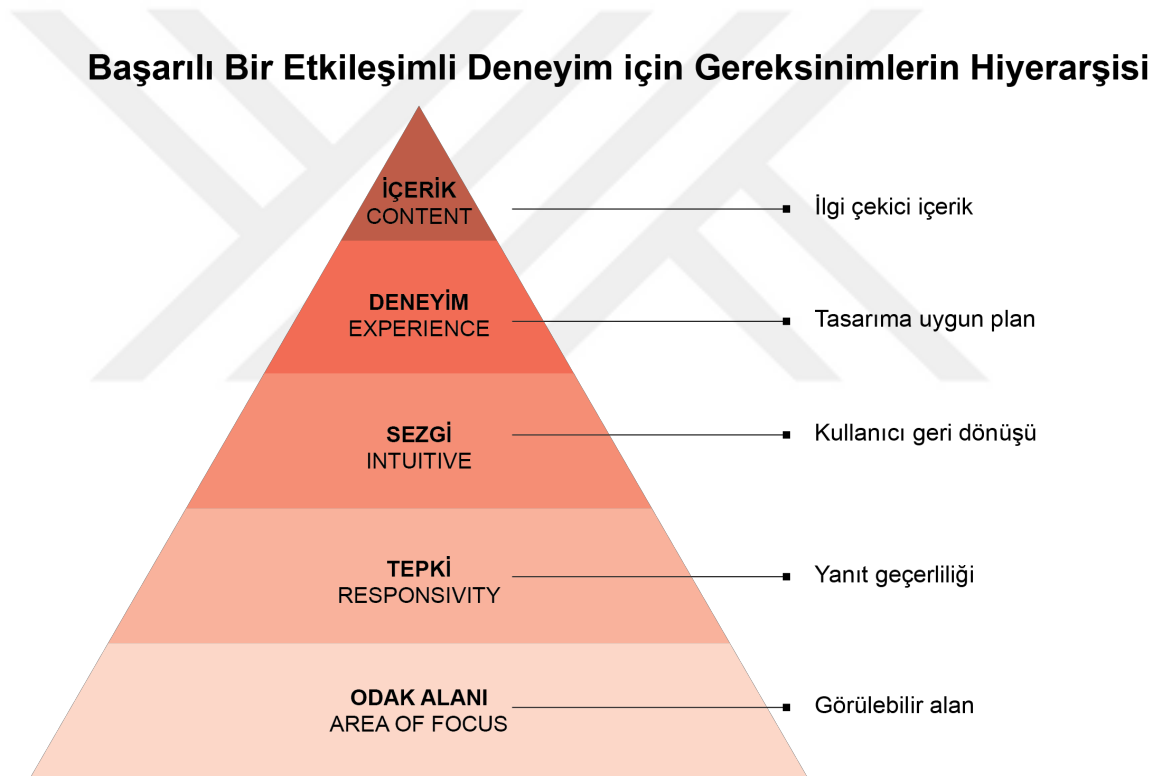 Başarılı Bir Etkileşimli Deneyim için Gereksinimlerin Hiyerarşisi
İÇERİK
CONTENT
İlgi çekici içerik
DENEYİM
EXPERIENCE
Tasarıma uygun plan
SEZGİ
INTUITIVE
Kullanıcı geri dönüşü
TEPKİ
RESPONSIVITY
Yanıt geçerliliği
ODAK ALANI
AREA OF FOCUS
Görülebilir alan